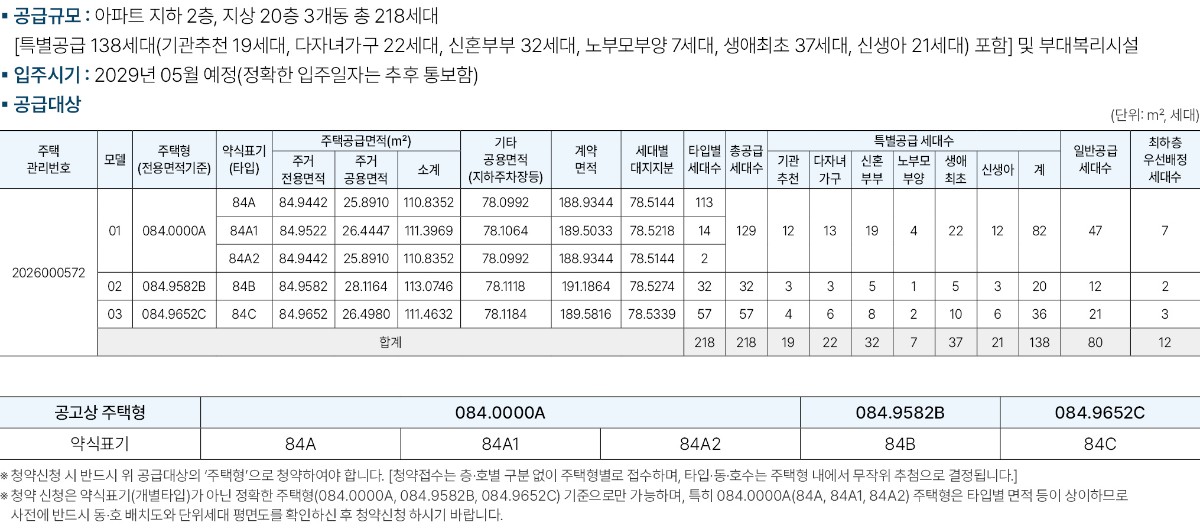 ▪ 공급규모 : 아파트 지하 2층, 지상 20층 3개동 총 218세대
[특별공급 138세대(기관추천 19세대, 다자녀가구 22세대, 신혼부부 32세대, 노부모부양 7세대, 생애최초 37세대, 신생아 21세대) 포함] 및 부대복리시설
▪ 입주시기 : 2029년 05월 예정(정확한 입주일자는 추후 통보함)
▪ 공급대상
(단위: m², 세대)
주택 관리번호 모델 주택형 (전용면적기준) 약식표기 (타입) 주택공급면적(m²) 기타 공용면적 (지하주차장등) 계약 면적 세대별 대지지분 타입별 세대수 총공급 세대수 특별공급 세대수 일반공급 세대수 최하층 우선배정 세대수
주거 전용면적 주거 공용면적 소계 기관 추천 다자녀 가구 신혼 부부 노부모 부양 생애 최초 신생아 계
2026000572 01 084.0000A 84A 84.9442 25.8910 110.8352 78.0992 188.9344 78.5144 113 129 12 13 19 4 22 12 82 47 7
84A1 84.9522 26.4447 111.3969 78.1064 189.5033 78.5218 14
84A2 84.9442 25.8910 110.8352 78.0992 188.9344 78.5144 2
02 084.9582B 84B 84.9582 28.1164 113.0746 78.1118 191.1864 78.5274 32 32 3 3 5 1 5 3 20 12 2
03 084.9652C 84C 84.9652 26.4980 111.4632 78.1184 189.5816 78.5339 57 57 4 6 8 2 10 6 36 21 3
합계 218 218 19 22 32 7 37 21 138 80 12
공고상 주택형 084.0000A 084.9582B 084.9652C
약식표기 84A 84A1 84A2 84B 84C
※ 청약신청 시 반드시 위 공급대상의 '주택형'으로 청약하여야 합니다. [청약접수는 층·호별 구분 없이 주택형별로 접수하며, 타입·동·호수는 주택형 내에서 무작위 추첨으로 결정됩니다.]
※ 청약 신청은 약식표기(개별타입)가 아닌 정확한 주택형(084.0000A, 084.9582B, 084.9652C) 기준으로만 가능하며, 특히 084.0000A(84A, 84A1, 84A2) 주택형은 타입별 면적 등이 상이하므로
사전에 반드시 동·호 배치도와 단위세대 평면도를 확인하신 후 청약신청 하시기 바랍니다.